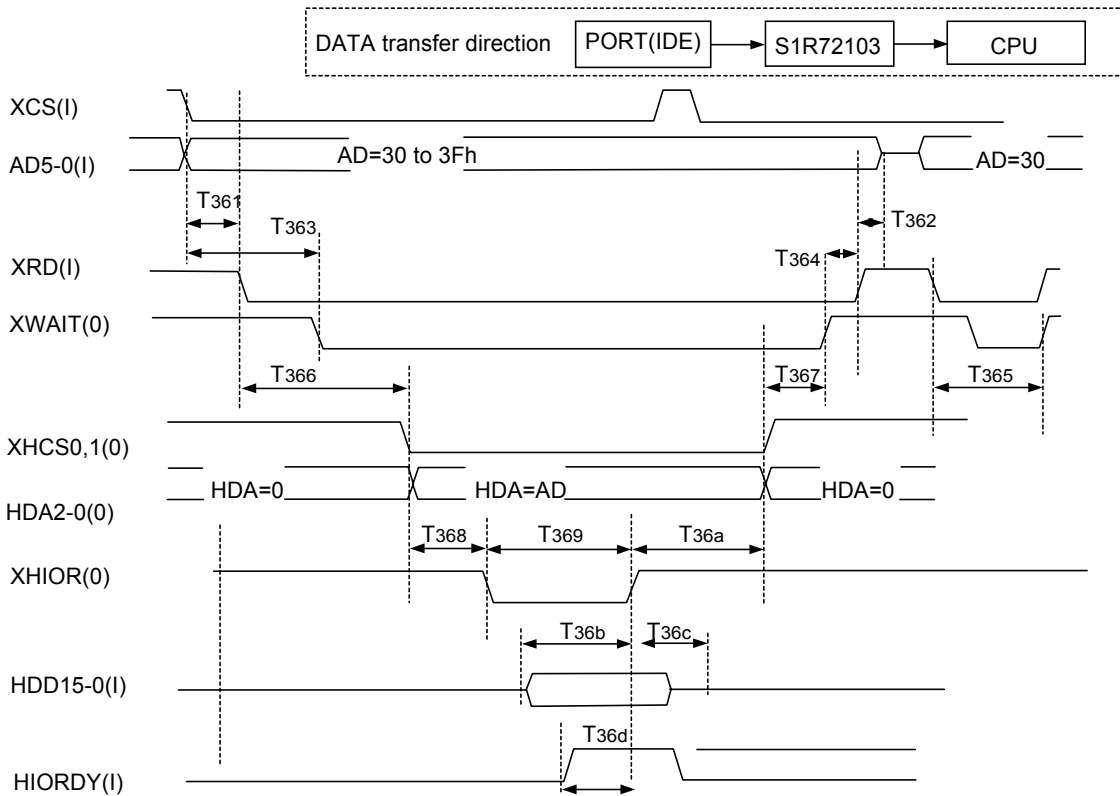 DATA transfer direction PORT(IDE) S1R72103 CPU
XCS(I)
AD5-0(I) AD=30 to 3Fh AD=30
T361
T363 T362
T364
XRD(I)
XWAIT(0)
T366 T367 T365
XHCS0,1(0)
HDA=0 HDA=AD HDA=0
HDA2-0(0)
T368 T369 T36a
XHIOR(0)
T36b T36c
HDD15-0(I)
T36d
HIORDY(I)